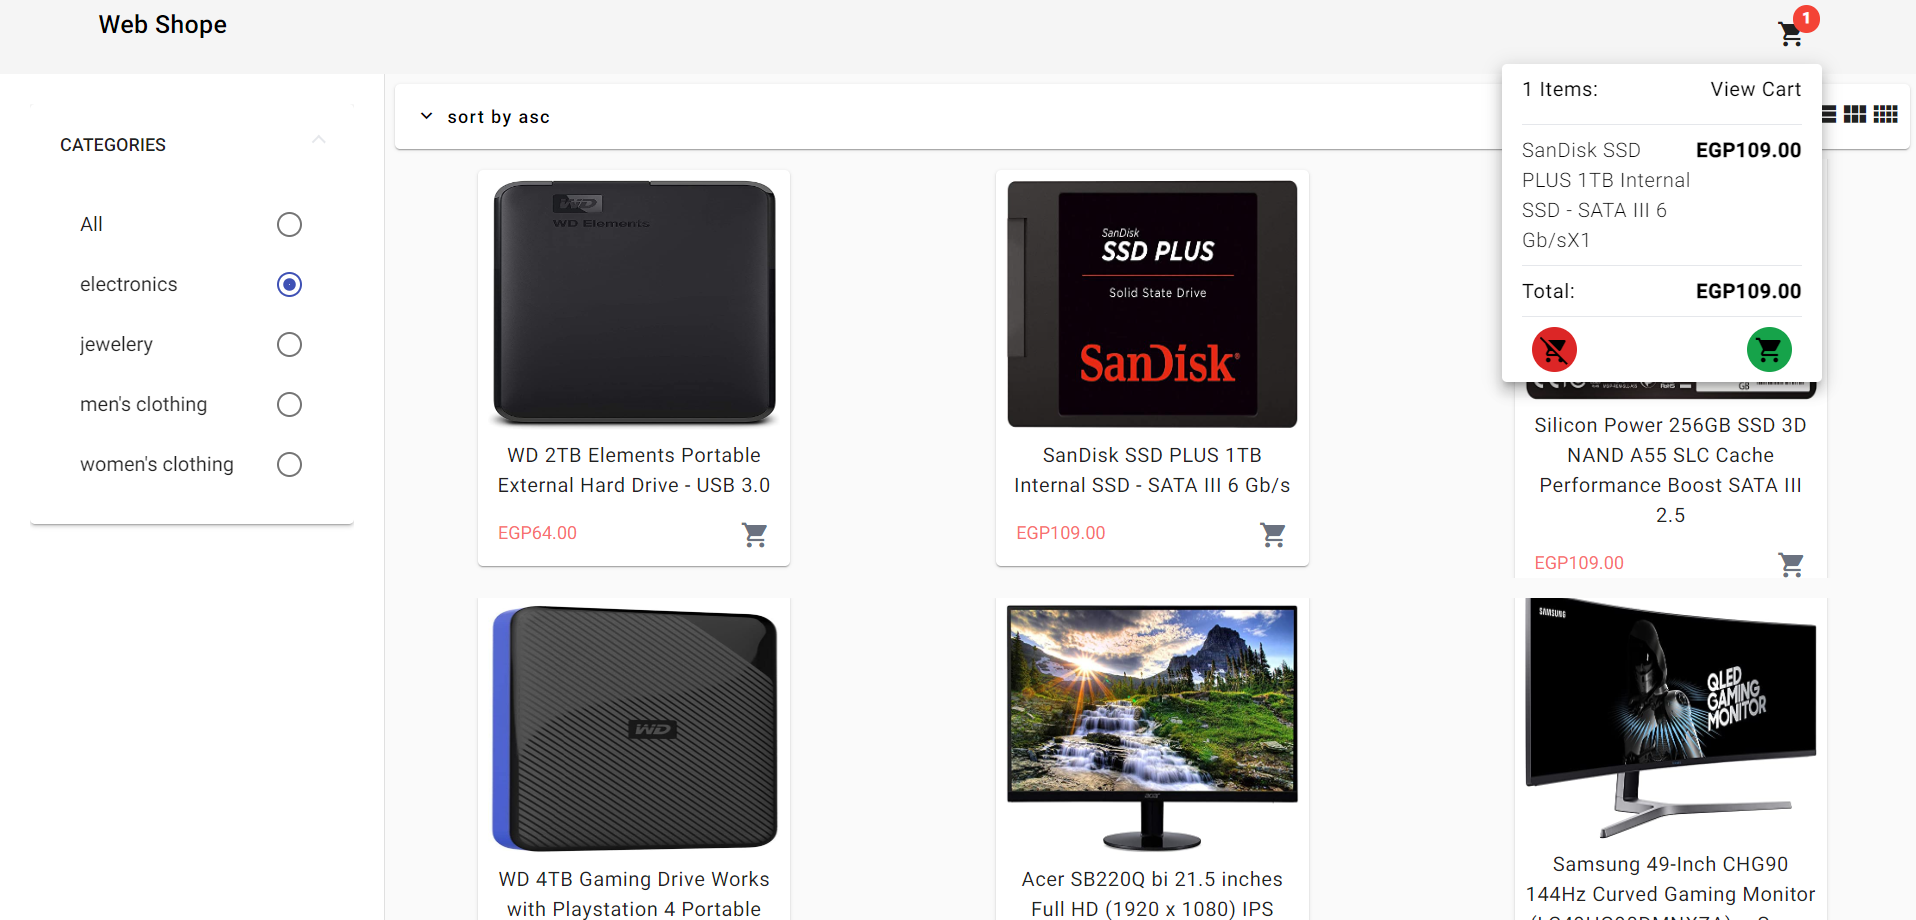 Web Shope
1
CATEGORIES
All
electronics
jewelery
men's clothing
women's clothing
sort by asc
1 Items:
View Cart
SanDisk SSD
PLUS 1TB Internal
SSD - SATA III 6
Gb/sX1
EGP109.00
Total:
EGP109.00
WD
WD Elements
WD 2TB Elements Portable
External Hard Drive - USB 3.0
EGP64.00
SanDisk
SSD PLUS
Solid State Drive
SanDisk
SanDisk SSD PLUS 1TB
Internal SSD - SATA III 6 Gb/s
EGP109.00
GB
Silicon Power 256GB SSD 3D
NAND A55 SLC Cache
Performance Boost SATA III
2.5
EGP109.00
WD
WD 4TB Gaming Drive Works
with Playstation 4 Portable
acer
Acer SB220Q bi 21.5 inches
Full HD (1920 x 1080) IPS
SAMSUNG
QLED
GAMING
MONITOR
Samsung 49-Inch CHG90
144Hz Curved Gaming Monitor